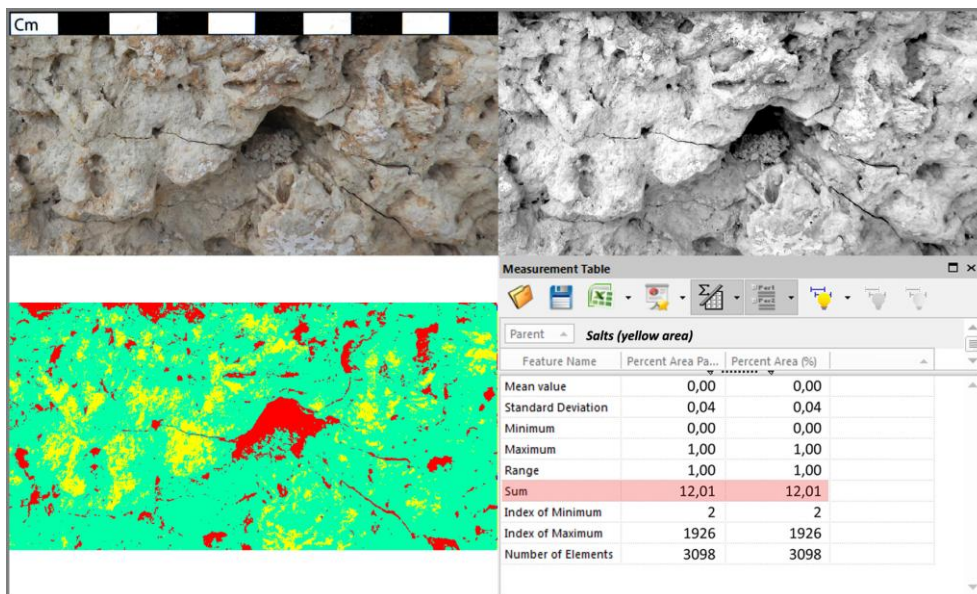 Cm
Measurement Table
Parent Salts (yellow area)
Feature Name Percent Area Pa... Percent Area (%)
Mean value 0,00 0,00
Standard Deviation 0,04 0,04
Minimum 0,00 0,00
Maximum 1,00 1,00
Range 1,00 1,00
Sum 12,01 12,01
Index of Minimum 2 2
Index of Maximum 1926 1926
Number of Elements 3098 3098